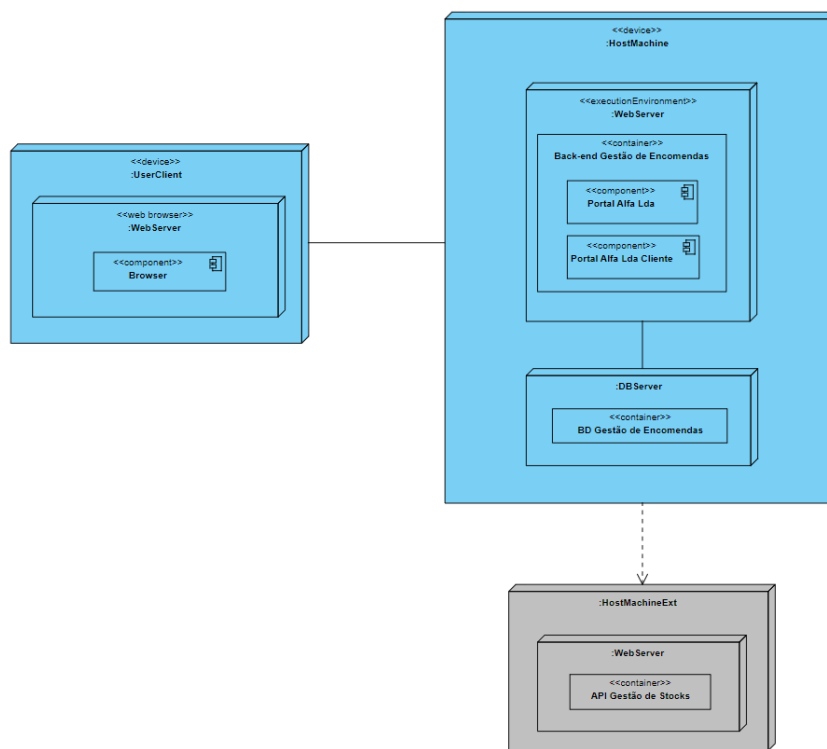 <<device>>
:HostMachine
<<executionEnvironment>>
:WebServer
<<container>>
Back-end Gestão de Encomendas
<<component>>
Portal Alfa Lda
<<component>>
Portal Alfa Lda Cliente
<<device>>
:UserClient
<<web browser>>
:WebServer
<<component>>
Browser
:DBServer
<<container>>
BD Gestão de Encomendas
:HostMachineExt
:WebServer
<<container>>
API Gestão de Stocks